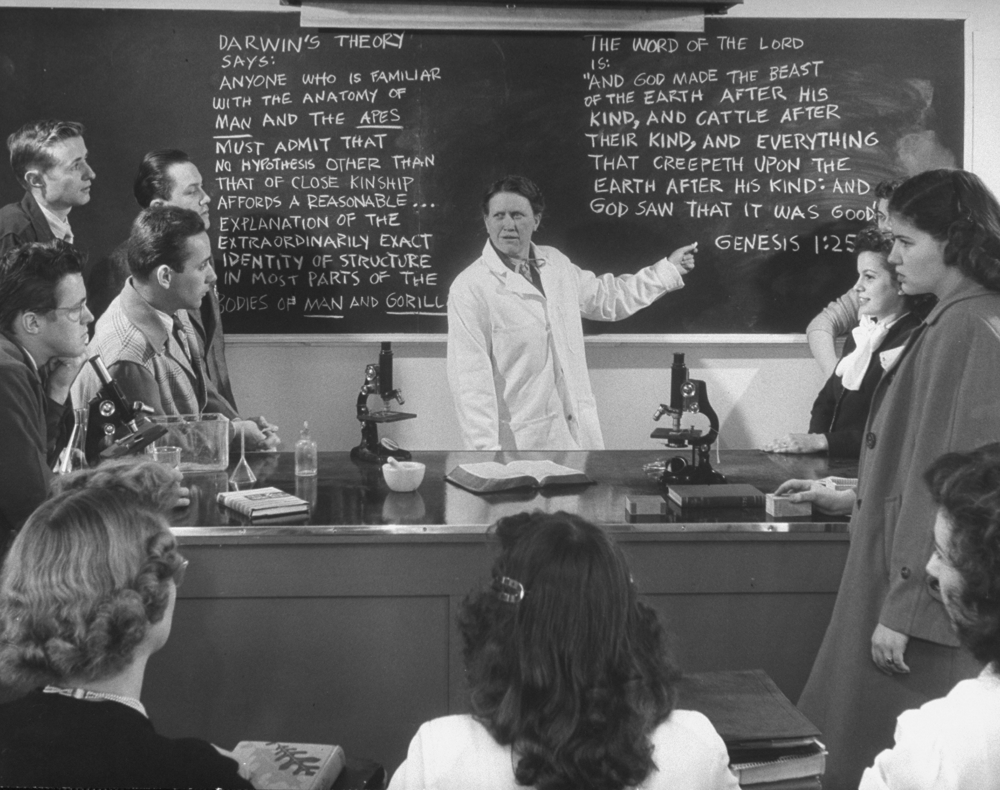 DARWIN'S THEORY
SAYS:
ANYONE WHO IS FAMILIAR
WITH THE ANATOMY OF
MAN AND THE APES
MUST ADMIT THAT
NO HYPOTHESIS OTHER THAN
THAT OF CLOSE KINSHIP
AFFORDS A REASONABLE...
EXPLANATION OF THE
EXTRAORDINARILY EXACT
IDENTITY OF STRUCTURE
IN MOST PARTS OF THE
BODIES OF MAN AND GORILL
THE WORD OF THE LORD
IS:
"AND GOD MADE THE BEAST
OF THE EARTH AFTER HIS
KIND, AND CATTLE AFTER
THEIR KIND, AND EVERYTHING
THAT CREEPETH UPON THE
EARTH AFTER HIS KIND: AND
GOD SAW THAT IT WAS GOOD"
GENESIS 1:25